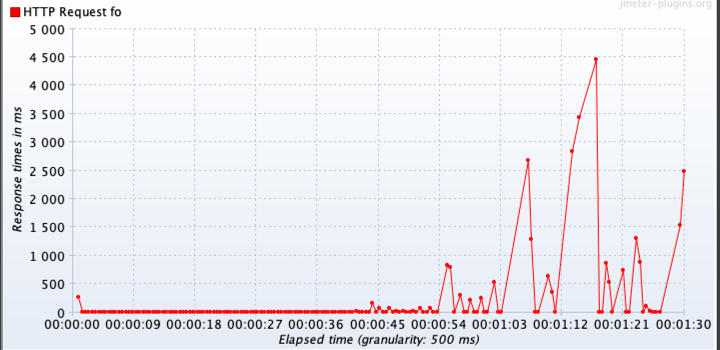 jmeter-plugins.org
HTTP Request fo
5 000
4 500
4 000
3 500
3 000
2 500
2 000
1 500
1 000
500
0
Response times in ms
00:00:00 00:00:09 00:00:18 00:00:27 00:00:36 00:00:45 00:00:54 00:01:03 00:01:12 00:01:21 00:01:30
Elapsed time (granularity: 500 ms)